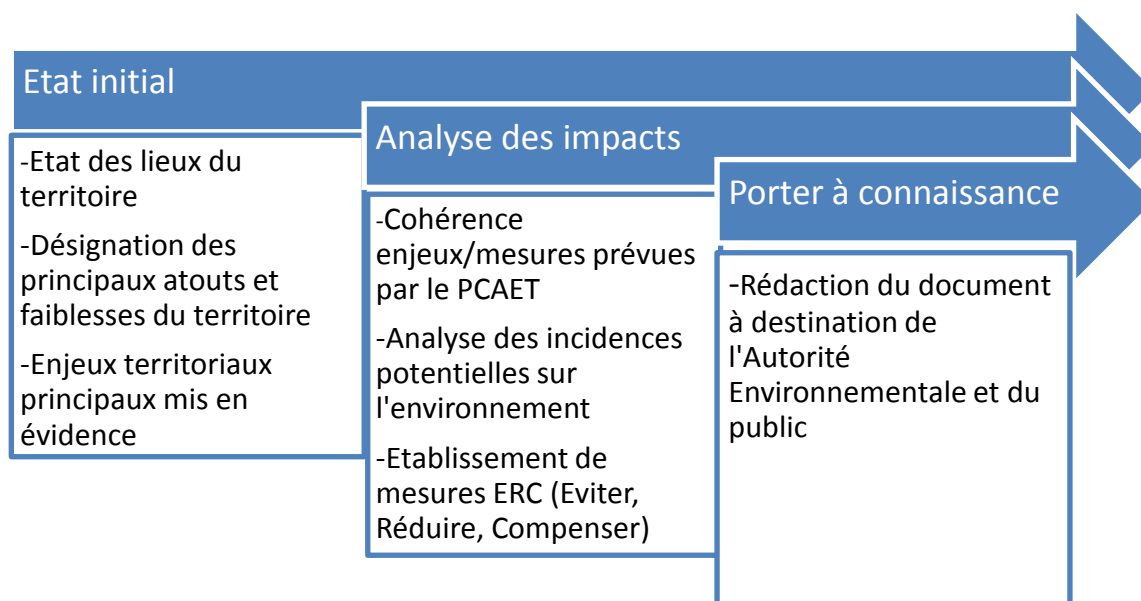 Etat initial
-Etat des lieux du
territoire
-Désignation des
principaux atouts et
faiblesses du territoire
-Enjeux territoriaux
principaux mis en
évidence
Analyse des impacts
-Cohérence
enjeux/mesures prévues
par le PCAET
-Analyse des incidences
potentielles sur
l'environnement
-Etablissement de
mesures ERC (Eviter,
Réduire, Compenser)
Porter à connaissance
-Rédaction du document
à destination de
l'Autorité
Environnementale et du
public